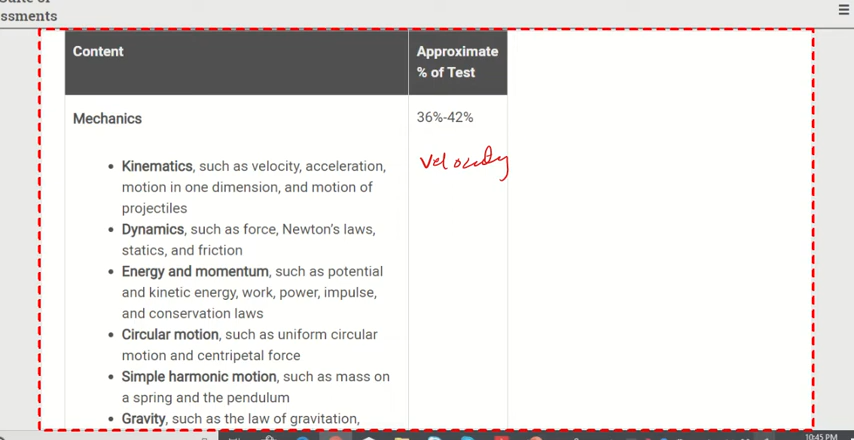 ssments
Content
Approximate
% of Test
Mechanics
36%-42%
Kinematics, such as velocity, acceleration,
motion in one dimension, and motion of
projectiles
velocity
Dynamics, such as force, Newton's laws,
statics, and friction
Energy and momentum, such as potential
and kinetic energy, work, power, impulse,
and conservation laws
Circular motion, such as uniform circular
motion and centripetal force
Simple harmonic motion, such as mass on
a spring and the pendulum
Gravity, such as the law of gravitation,
10:45 PM